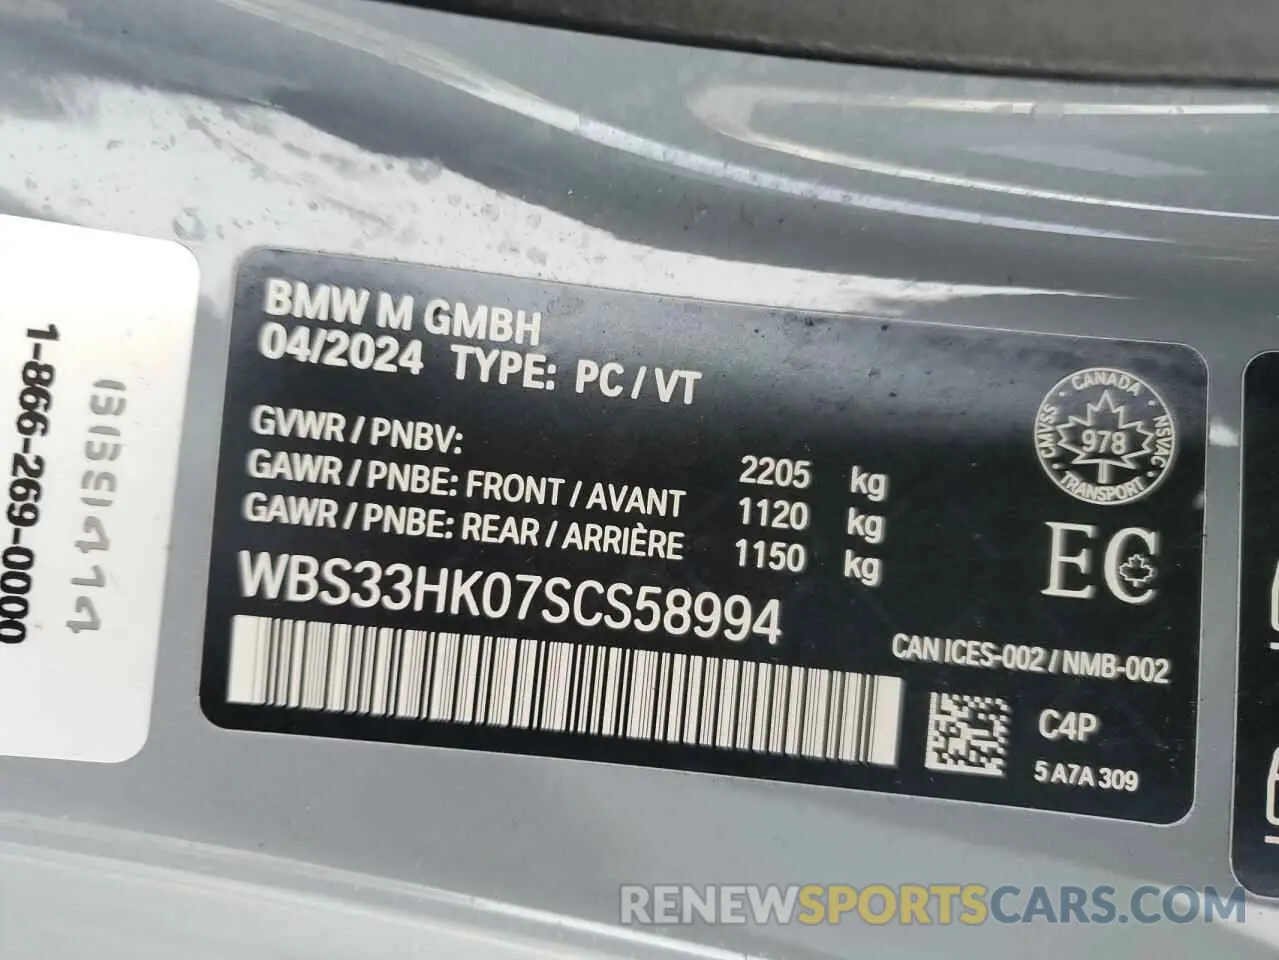 BMW M GMBH
04/2024 TYPE: PC / VT
GVWR / PNBV: 2205 kg
GAWR / PNBE: FRONT / AVANT 1120 kg
GAWR / PNBE: REAR / ARRIÈRE 1150 kg
WBS33HK07SCS58994
CANADA
CMVSS
NSVAC
978
TRANSPORT
EC
CAN ICES-002 / NMB-002
C4P
5 A7A 309
1-866-269-0000
RENEWSPORTSCARS.COM